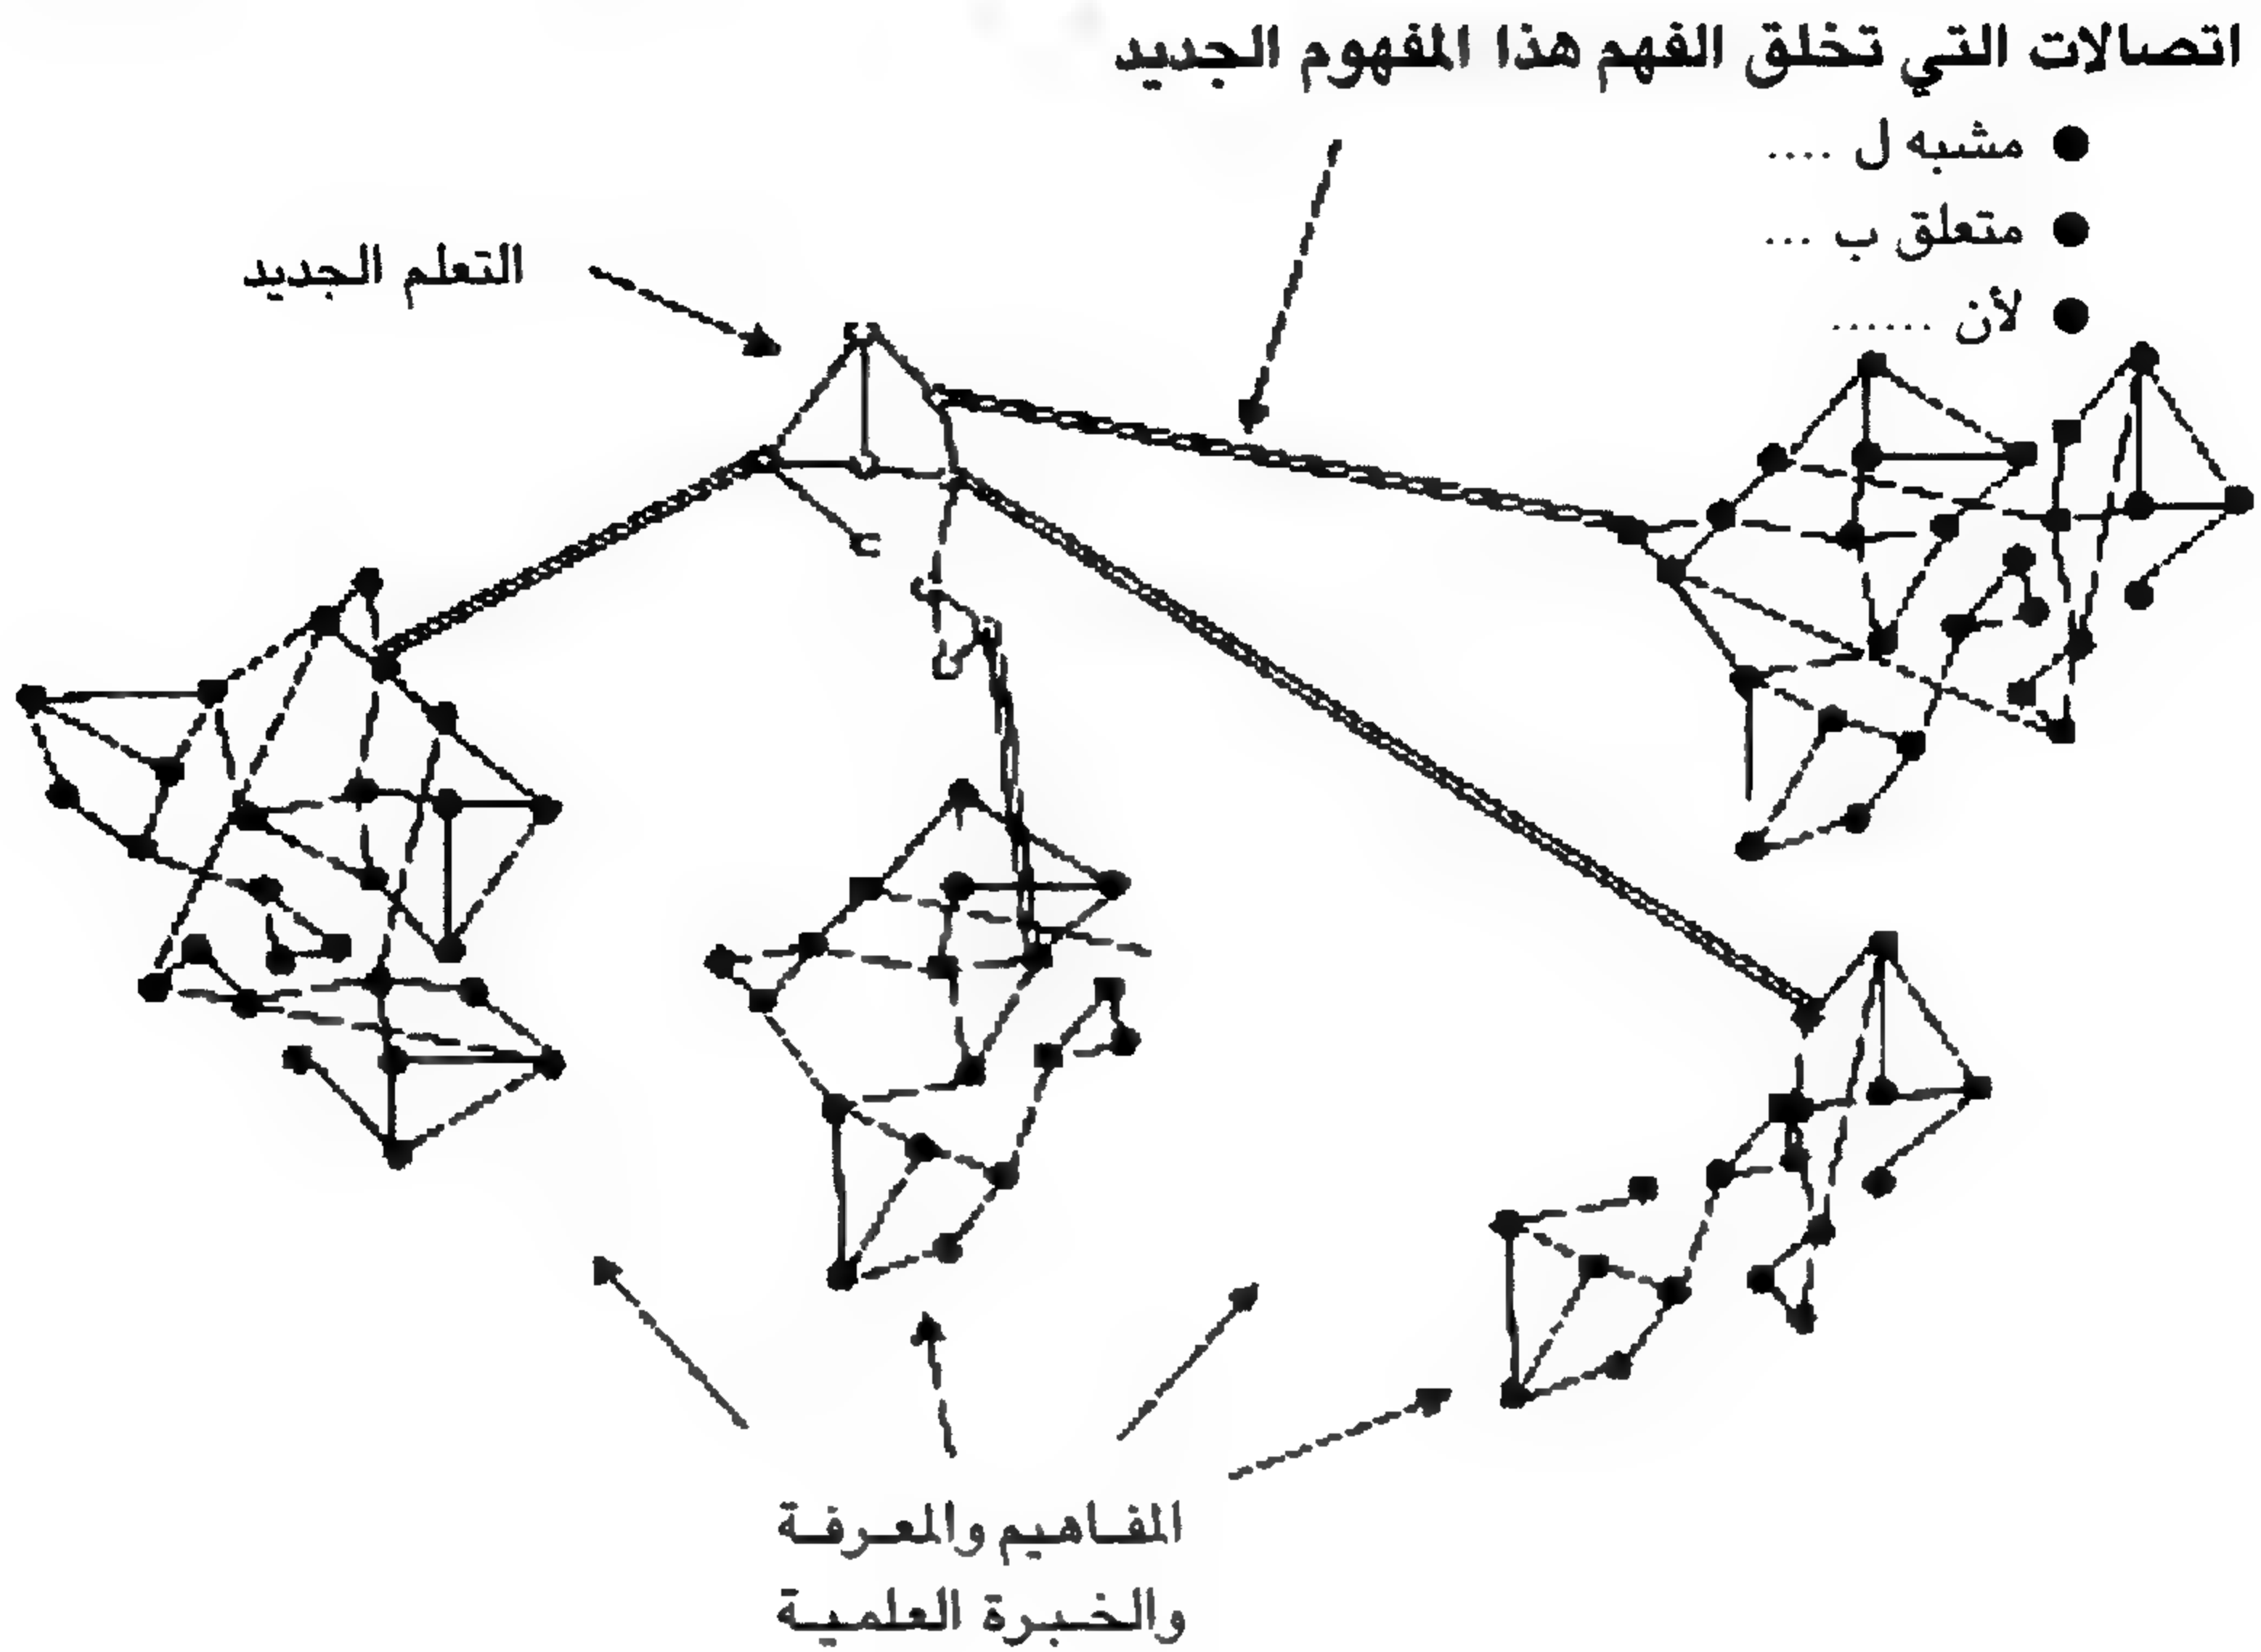 اتصالات التي تخلق الفهم هذا المفهوم الجديد
● مشبه ل ....
● متعلق ب ...
● لأن ......
التعلم الجديد
المفاهيم والمعرفة
والخبرة العلمية